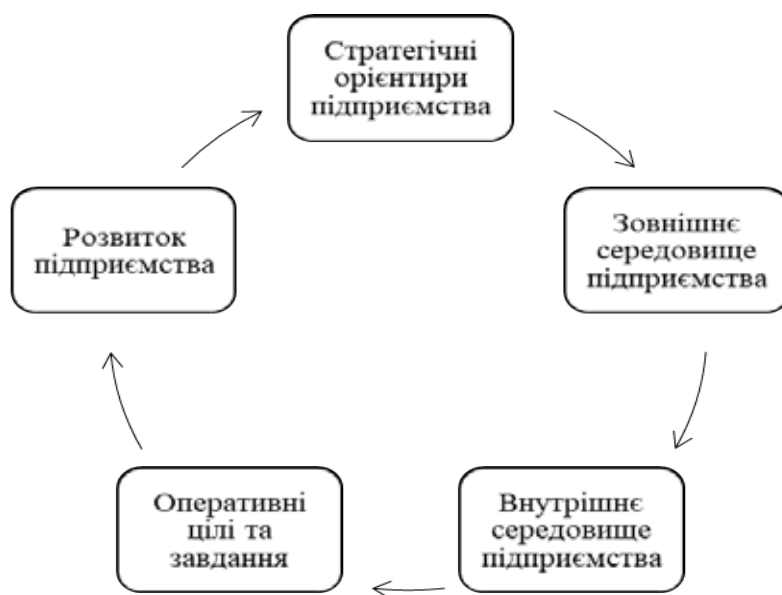 Стратегічні
орієнтири
підприємства
Зовнішнє
середовище
підприємства
Внутрішнє
середовище
підприємства
Оперативні
цілі та
завдання
Розвиток
підприємства